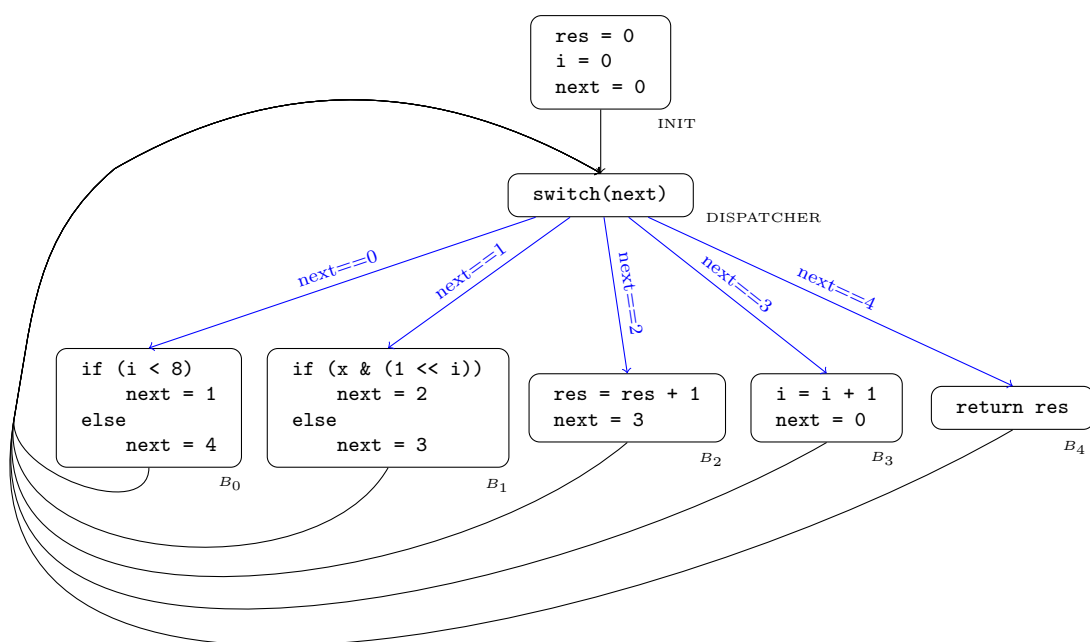 res = 0
i = 0
next = 0
INIT
switch(next)
DISPATCHER
next==0
next==1
next==2
next==3
next==4
if (i < 8)
    next = 1
else
    next = 4
B0
if (x & (1 << i))
    next = 2
else
    next = 3
B1
res = res + 1
next = 3
B2
i = i + 1
next = 0
B3
return res
B4